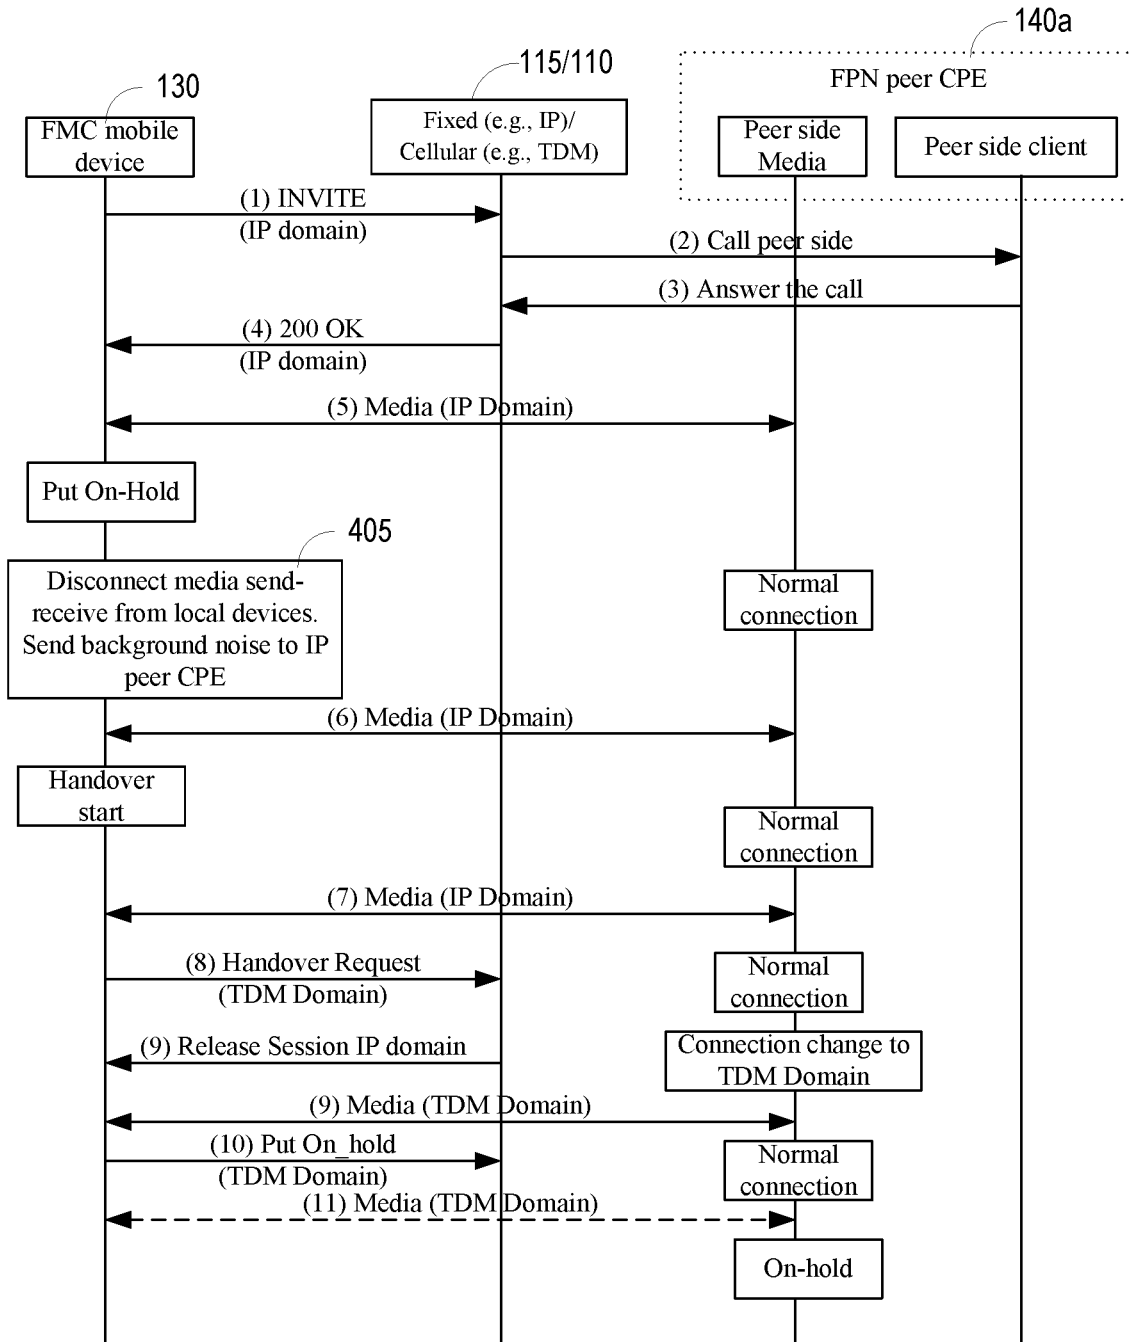 140a
115/110
FPN peer CPE
130
FMC mobile
device
Fixed (e.g., IP)/
Cellular (e.g., TDM)
Peer side
Media
Peer side client
(1) INVITE
(IP domain)
(2) Call peer side
(3) Answer the call
(4) 200 OK
(IP domain)
(5) Media (IP Domain)
Put On-Hold
405
Disconnect media send-
receive from local devices.
Send background noise to IP
peer CPE
Normal
connection
(6) Media (IP Domain)
Handover
start
Normal
connection
(7) Media (IP Domain)
(8) Handover Request
(TDM Domain)
Normal
connection
(9) Release Session IP domain
Connection change to
TDM Domain
(9) Media (TDM Domain)
(10) Put On_hold
(TDM Domain)
Normal
connection
(11) Media (TDM Domain)
On-hold